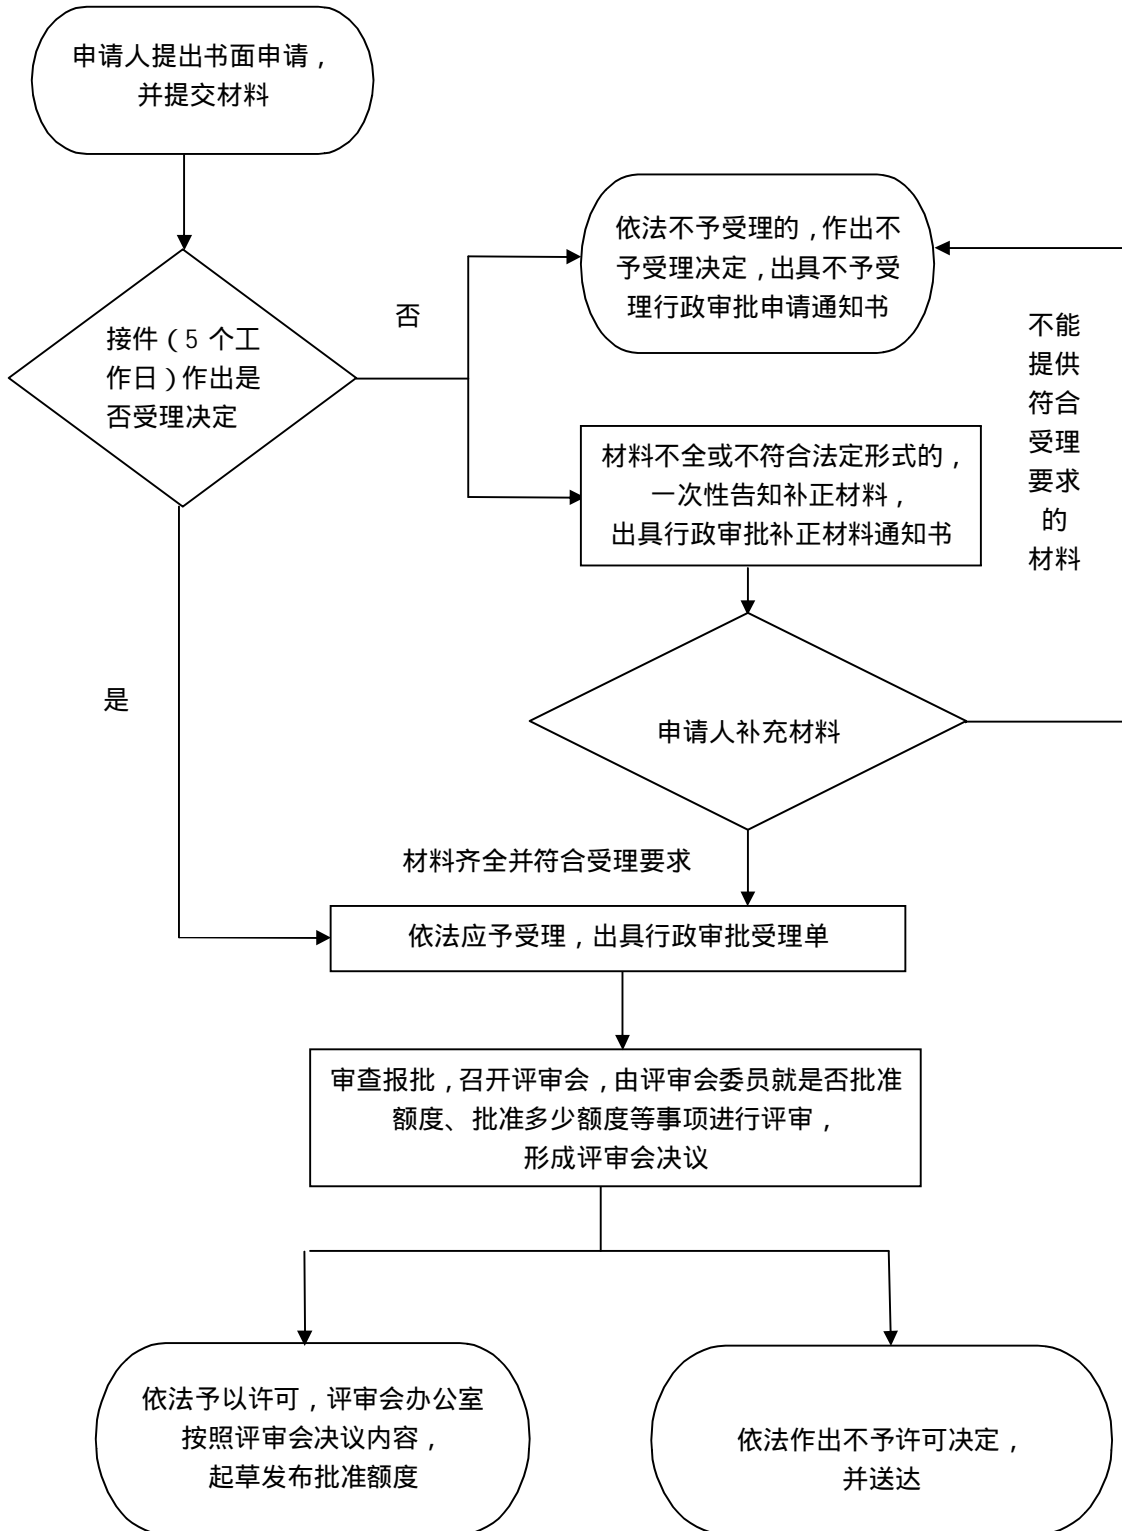 申请人提出书面申请，
并提交材料
依法不予受理的，作出不
予受理决定，出具不予受
理行政审批申请通知书
否
接件（5 个工
作日）作出是
否受理决定
不能
提供
符合
受理
要求
的
材料
材料不全或不符合法定形式的，
一次性告知补正材料，
出具行政审批补正材料通知书
是
申请人补充材料
材料齐全并符合受理要求
依法应予受理，出具行政审批受理单
审查报批，召开评审会，由评审会委员就是否批准
额度、批准多少额度等事项进行评审，
形成评审会决议
依法予以许可，评审会办公室
按照评审会决议内容，
起草发布批准额度
依法作出不予许可决定，
并送达